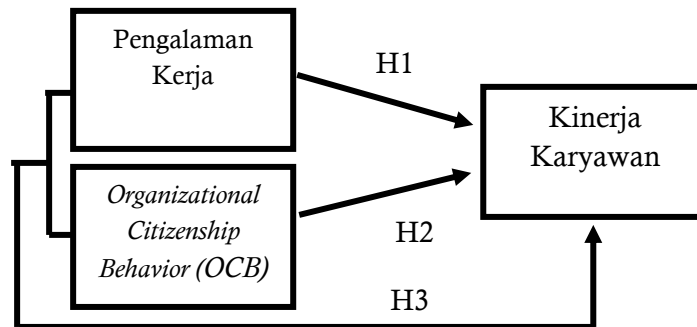 Pengalaman
Kerja
H1
Kinerja
Karyawan
Organizational
Citizenship
Behavior (OCB)
H2
H3